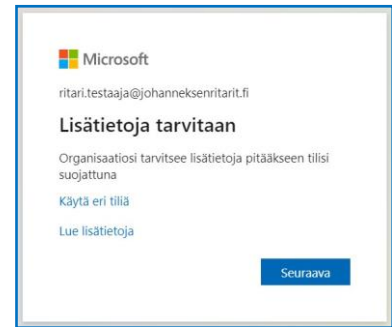 Microsoft
ritari.testaaja@johanneksenritarit.fi
Lisätietoja tarvitaan
Organisaatiosi tarvitsee lisätietoja pitääkseen tilisi
suojattuna
Käytä eri tiliä
Lue lisätietoja
Seuraava